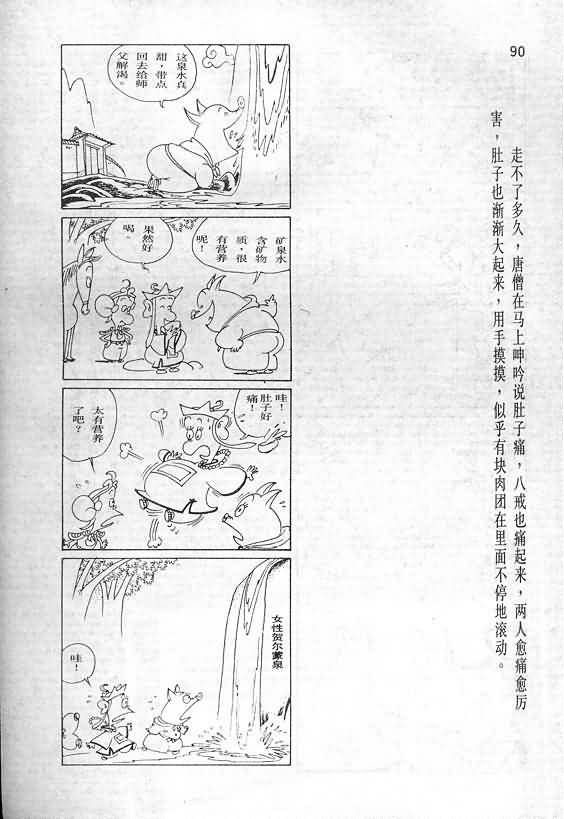 90
走不了多久，唐僧在马上呻吟说肚子痛，八戒也痛起来，两人愈痛愈厉
害，肚子也渐渐大起来，用手摸摸，似乎有块肉团在里面不停地滚动。
这泉水真
甜，带点
回去给师
父解渴。
矿泉水
含矿物
质，很
有营养
呢！
果然好
喝。
哇！
肚子好
痛！
太有营养
了吧？
女性贺尔蒙泉
哇！